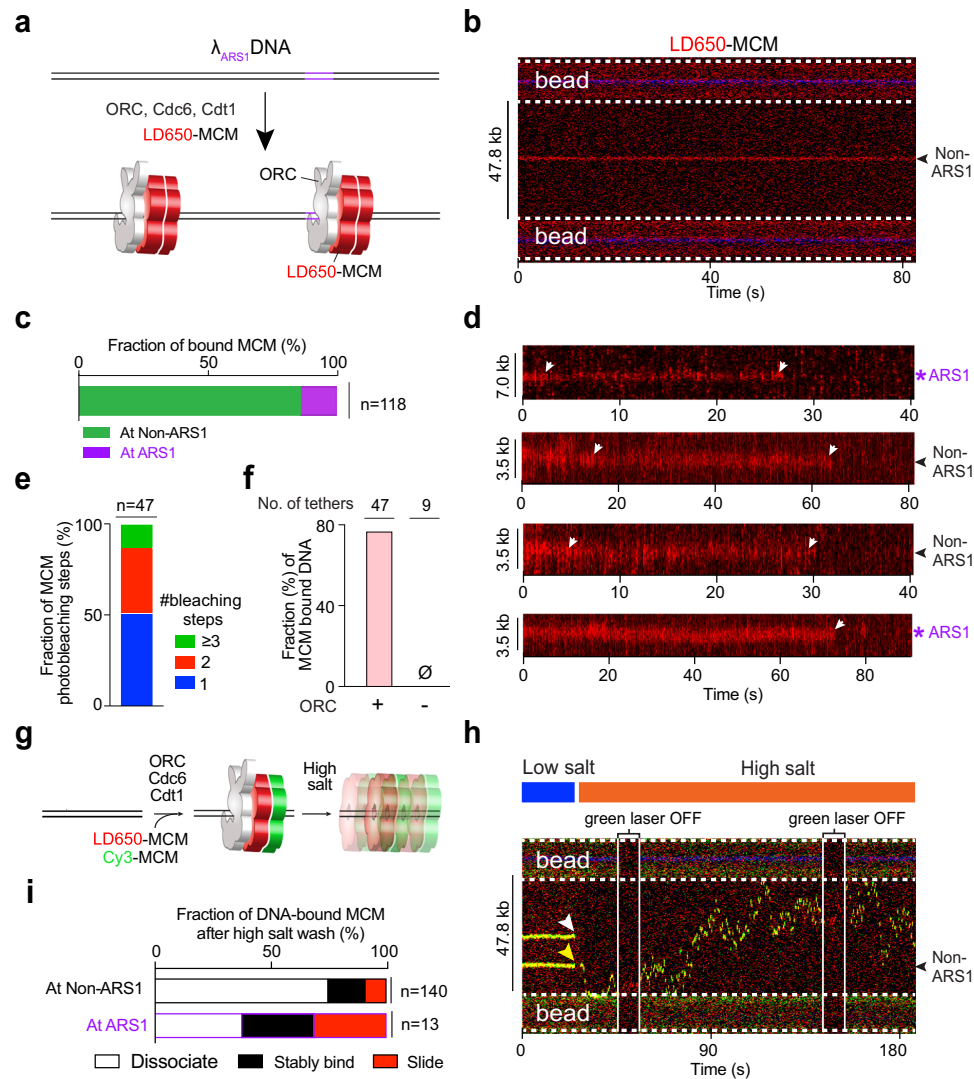 a
λARS1DNA
ORC, Cdc6, Cdt1
LD650-MCM
ORC
LD650-MCM
b
LD650-MCM
bead
47.8 kb
Non-
ARS1
bead
0 40 80
Time (s)
c
Fraction of bound MCM (%)
0 50 100
n=118
At Non-ARS1
At ARS1
d
7.0 kb
*ARS1
0 10 20 30 40
3.5 kb
Non-
ARS1
0 20 40 60 80
3.5 kb
Non-
ARS1
0 10 20 30 40
3.5 kb
*ARS1
0 20 40 60 80
Time (s)
e
n=47
Fraction of MCM
photobleaching steps (%)
100
50
0
#bleaching
steps
≥3
2
1
f
No. of tethers 47 9
Fraction (%) of
MCM bound DNA
80
40
0
Ø
ORC + -
g
ORC
Cdc6
Cdt1
LD650-MCM
Cy3-MCM
High
salt
h
Low salt High salt
green laser OFF green laser OFF
bead
47.8 kb
Non-
ARS1
bead
0 90 180
Time (s)
i
Fraction of DNA-bound MCM
after high salt wash (%)
0 50 100
At Non-ARS1 n=140
At ARS1 n=13
Dissociate Stably bind Slide